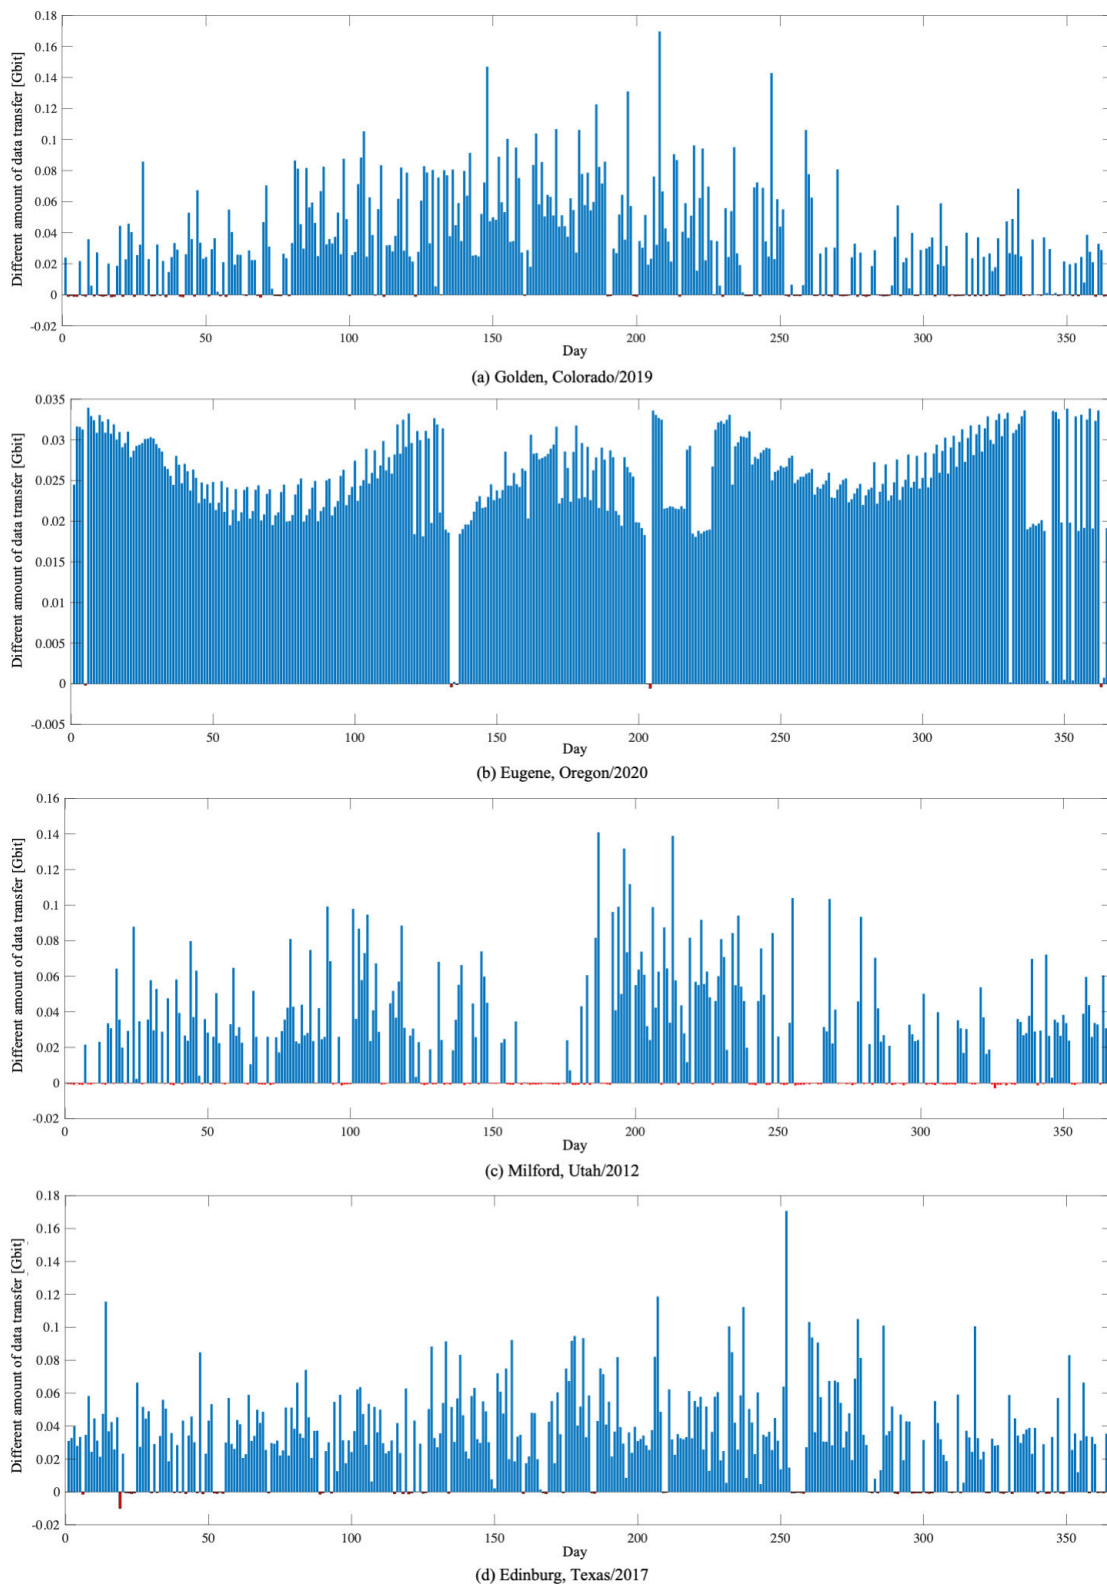 0.18
0.16
0.14
0.12
0.1
0.08
0.06
0.04
0.02
0
-0.02
Different amount of data transfer [Gbit]
0 50 100 150 200 250 300 350
Day
(a) Golden, Colorado/2019
0.035
0.03
0.025
0.02
0.015
0.01
0.005
0
-0.005
Different amount of data transfer [Gbit]
0 50 100 150 200 250 300 350
Day
(b) Eugene, Oregon/2020
0.16
0.14
0.12
0.1
0.08
0.06
0.04
0.02
0
-0.02
Different amount of data transfer [Gbit]
0 50 100 150 200 250 300 350
Day
(c) Milford, Utah/2012
0.18
0.16
0.14
0.12
0.1
0.08
0.06
0.04
0.02
0
-0.02
Different amount of data transfer [Gbit]
0 50 100 150 200 250 300 350
Day
(d) Edinburg, Texas/2017